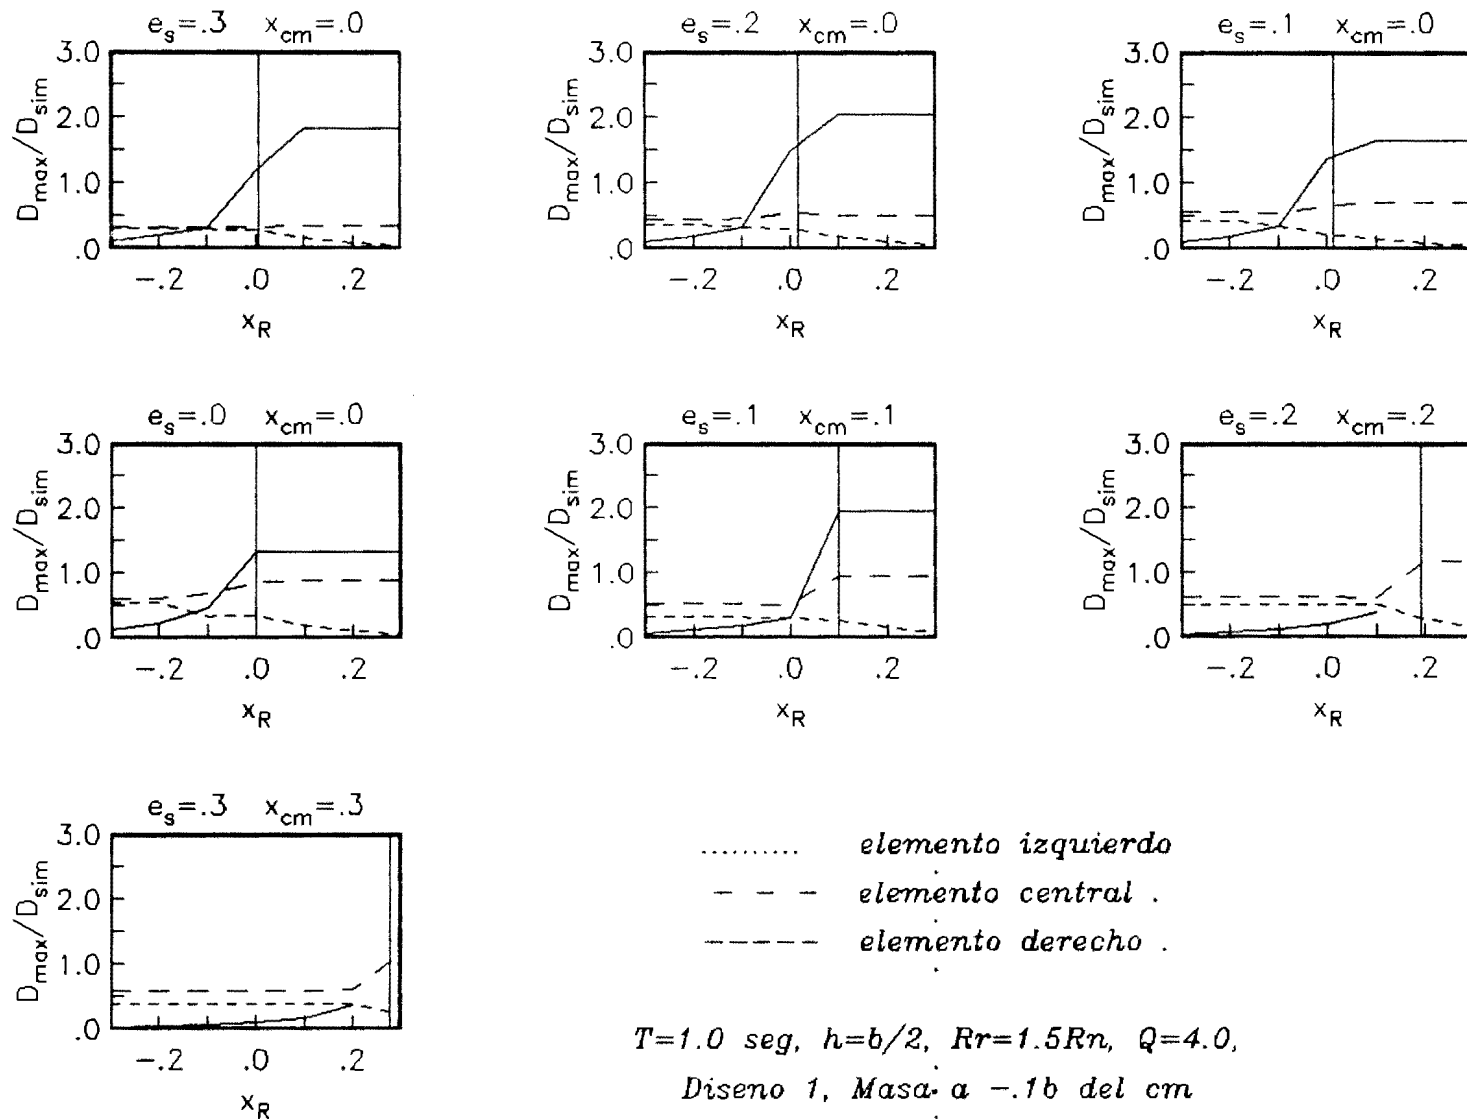 e_s=.3 x_cm=.0
e_s=.2 x_cm=.0
e_s=.1 x_cm=.0
D_max/D_sim
3.0
2.0
1.0
.0
-.2 .0 .2
x_R
D_max/D_sim
3.0
2.0
1.0
.0
-.2 .0 .2
x_R
D_max/D_sim
3.0
2.0
1.0
.0
-.2 .0 .2
x_R
e_s=.0 x_cm=.0
e_s=.1 x_cm=.1
e_s=.2 x_cm=.2
D_max/D_sim
3.0
2.0
1.0
.0
-.2 .0 .2
x_R
D_max/D_sim
3.0
2.0
1.0
.0
-.2 .0 .2
x_R
D_max/D_sim
3.0
2.0
1.0
.0
-.2 .0 .2
x_R
e_s=.3 x_cm=.3
D_max/D_sim
3.0
2.0
1.0
.0
-.2 .0 .2
x_R
elemento izquierdo
elemento central .
elemento derecho .
T=1.0 seg, h=b/2, Rr=1.5Rn, Q=4.0,
Diseno 1, Masa a -.1b del cm